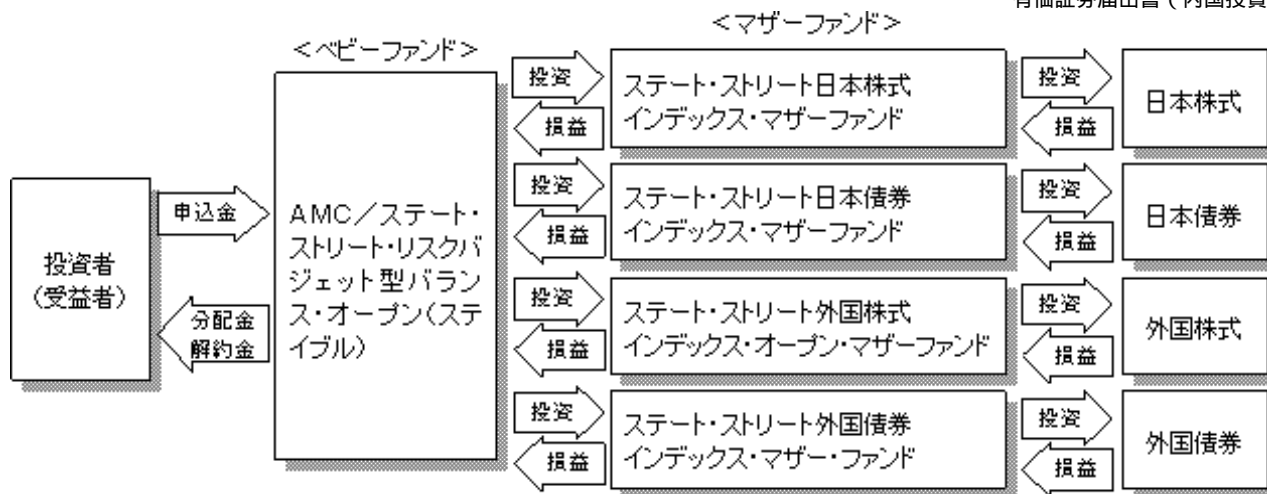 有価証券届出書（内国投資
＜マザーファンド＞
＜ベビーファンド＞
投資者
（受益者）
申込金
分配金
解約金
AMC／ステート・
ストリート・リスクバ
ジェット型バラン
ス・オープン（ステ
イブル）
投資
損益
ステート・ストリート日本株式
インデックス・マザーファンド
投資
損益
日本株式
投資
損益
ステート・ストリート日本債券
インデックス・マザーファンド
投資
損益
日本債券
投資
損益
ステート・ストリート外国株式
インデックス・オープン・マザーファンド
投資
損益
外国株式
投資
損益
ステート・ストリート外国債券
インデックス・マザー・ファンド
投資
損益
外国債券